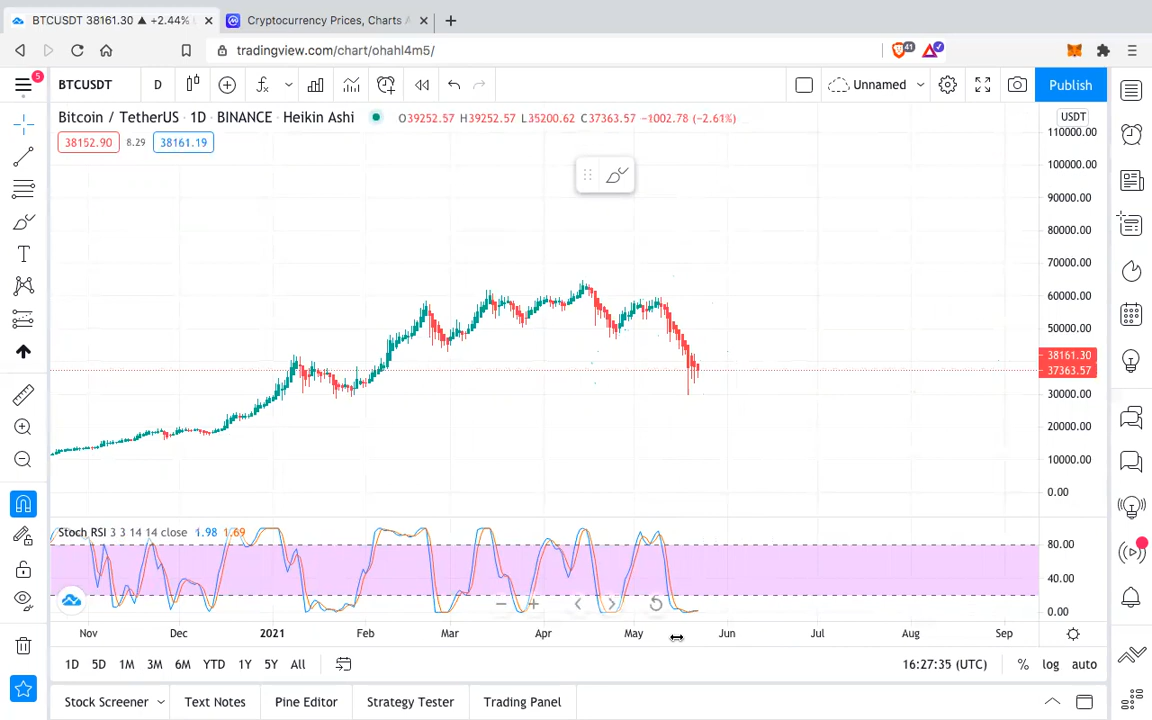 BTCUSDT 38161.30 ▲ +2.44%
Cryptocurrency Prices, Charts
tradingview.com/chart/ohahl4m5/
41
5
BTCUSDT D
Unnamed
Publish
Bitcoin / TetherUS · 1D · BINANCE · Heikin Ashi O39252.57 H39252.57 L35200.62 C37363.57 −1002.78 (−2.61%)
USDT
38152.90 8.29 38161.19
110000.00
100000.00
90000.00
80000.00
70000.00
60000.00
50000.00
38161.30
37363.57
30000.00
20000.00
10000.00
0.00
Stoch RSI 3 3 14 14 close 1.98 1.69
80.00
40.00
0.00
Nov Dec 2021 Feb Mar Apr May Jun Jul Aug Sep
1D 5D 1M 3M 6M YTD 1Y 5Y All
16:27:35 (UTC) % log auto
Stock Screener Text Notes Pine Editor Strategy Tester Trading Panel